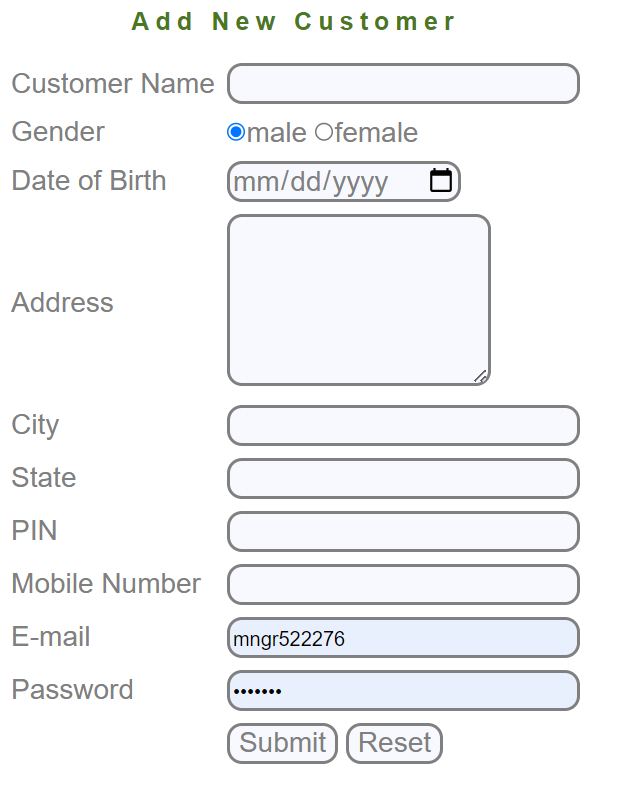 Add New Customer
Customer Name
Gender male female
Date of Birth mm/dd/yyyy
Address
City
State
PIN
Mobile Number
E-mail mngr522276
Password •••••••
Submit Reset